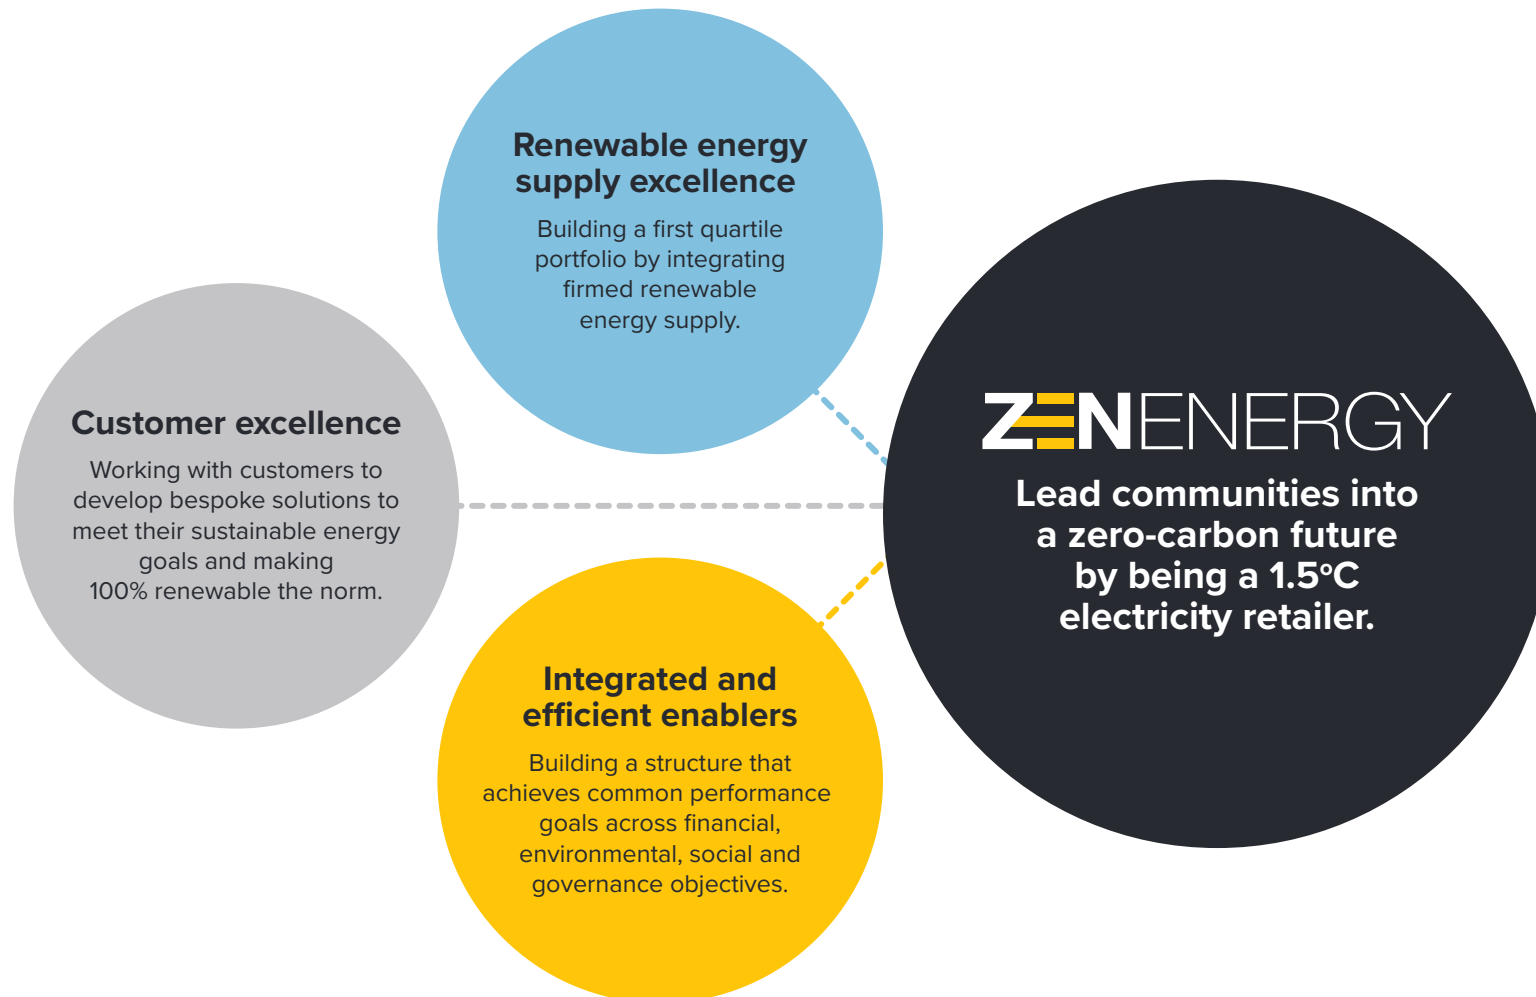 Renewable energy
supply excellence
Building a first quartile
portfolio by integrating
firmed renewable
energy supply.
Customer excellence
Working with customers to
develop bespoke solutions to
meet their sustainable energy
goals and making
100% renewable the norm.
Integrated and
efficient enablers
Building a structure that
achieves common performance
goals across financial,
environmental, social and
governance objectives.
ZENENERGY
Lead communities into
a zero-carbon future
by being a 1.5ºC
electricity retailer.